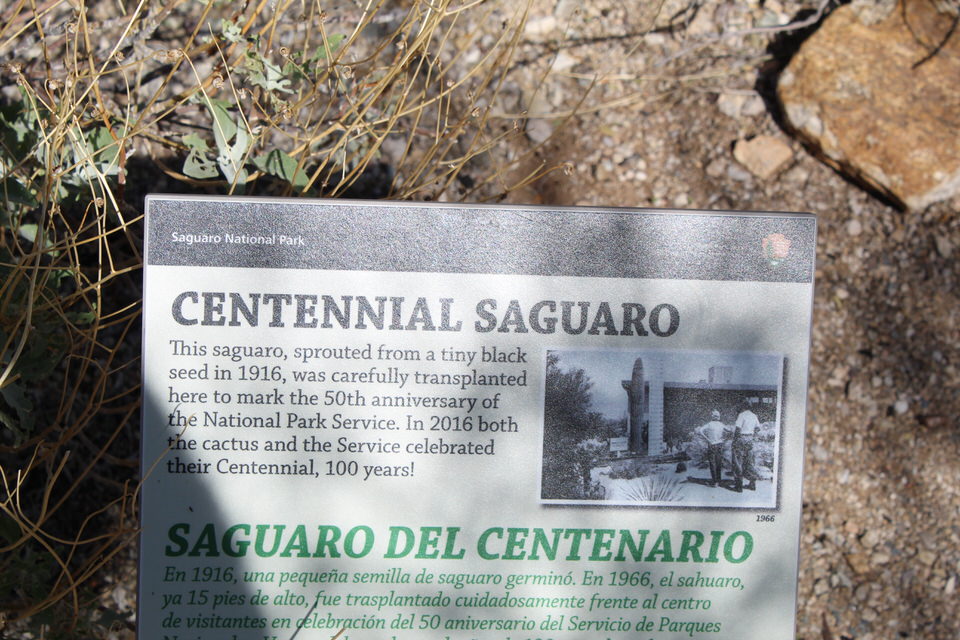 Saguaro National Park
CENTENNIAL SAGUARO
This saguaro, sprouted from a tiny black
seed in 1916, was carefully transplanted
here to mark the 50th anniversary of
the National Park Service. In 2016 both
the cactus and the Service celebrated
their Centennial, 100 years!
1966
SAGUARO DEL CENTENARIO
En 1916, una pequeña semilla de saguaro germinó. En 1966, el sahuaro,
ya 15 pies de alto, fue trasplantado cuidadosamente frente al centro
de visitantes en celebración del 50 aniversario del Servicio de Parques